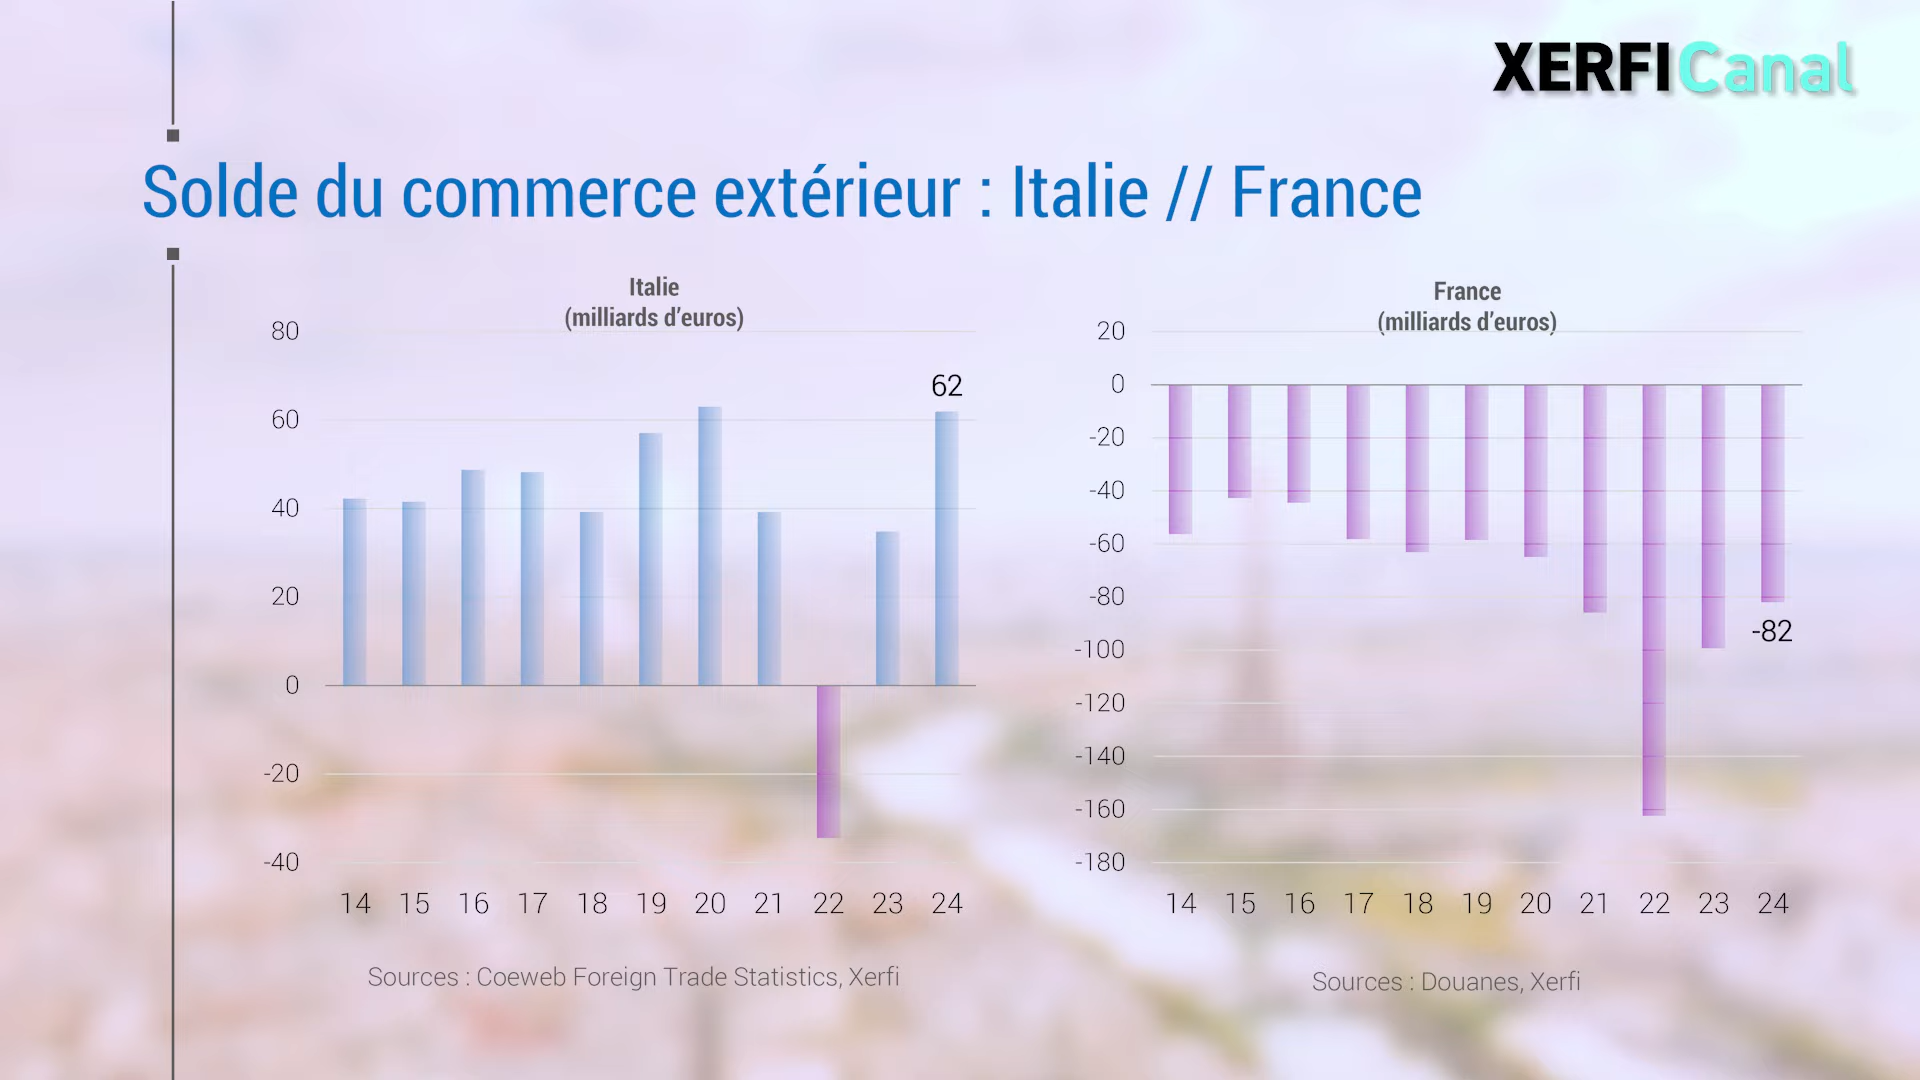 XERFI Canal
Solde du commerce extérieur : Italie // France
Italie
(milliards d’euros)
80
60
40
20
0
-20
-40
62
14 15 16 17 18 19 20 21 22 23 24
Sources : Coeweb Foreign Trade Statistics, Xerfi
France
(milliards d’euros)
20
0
-20
-40
-60
-80
-100
-120
-140
-160
-180
-82
14 15 16 17 18 19 20 21 22 23 24
Sources : Douanes, Xerfi